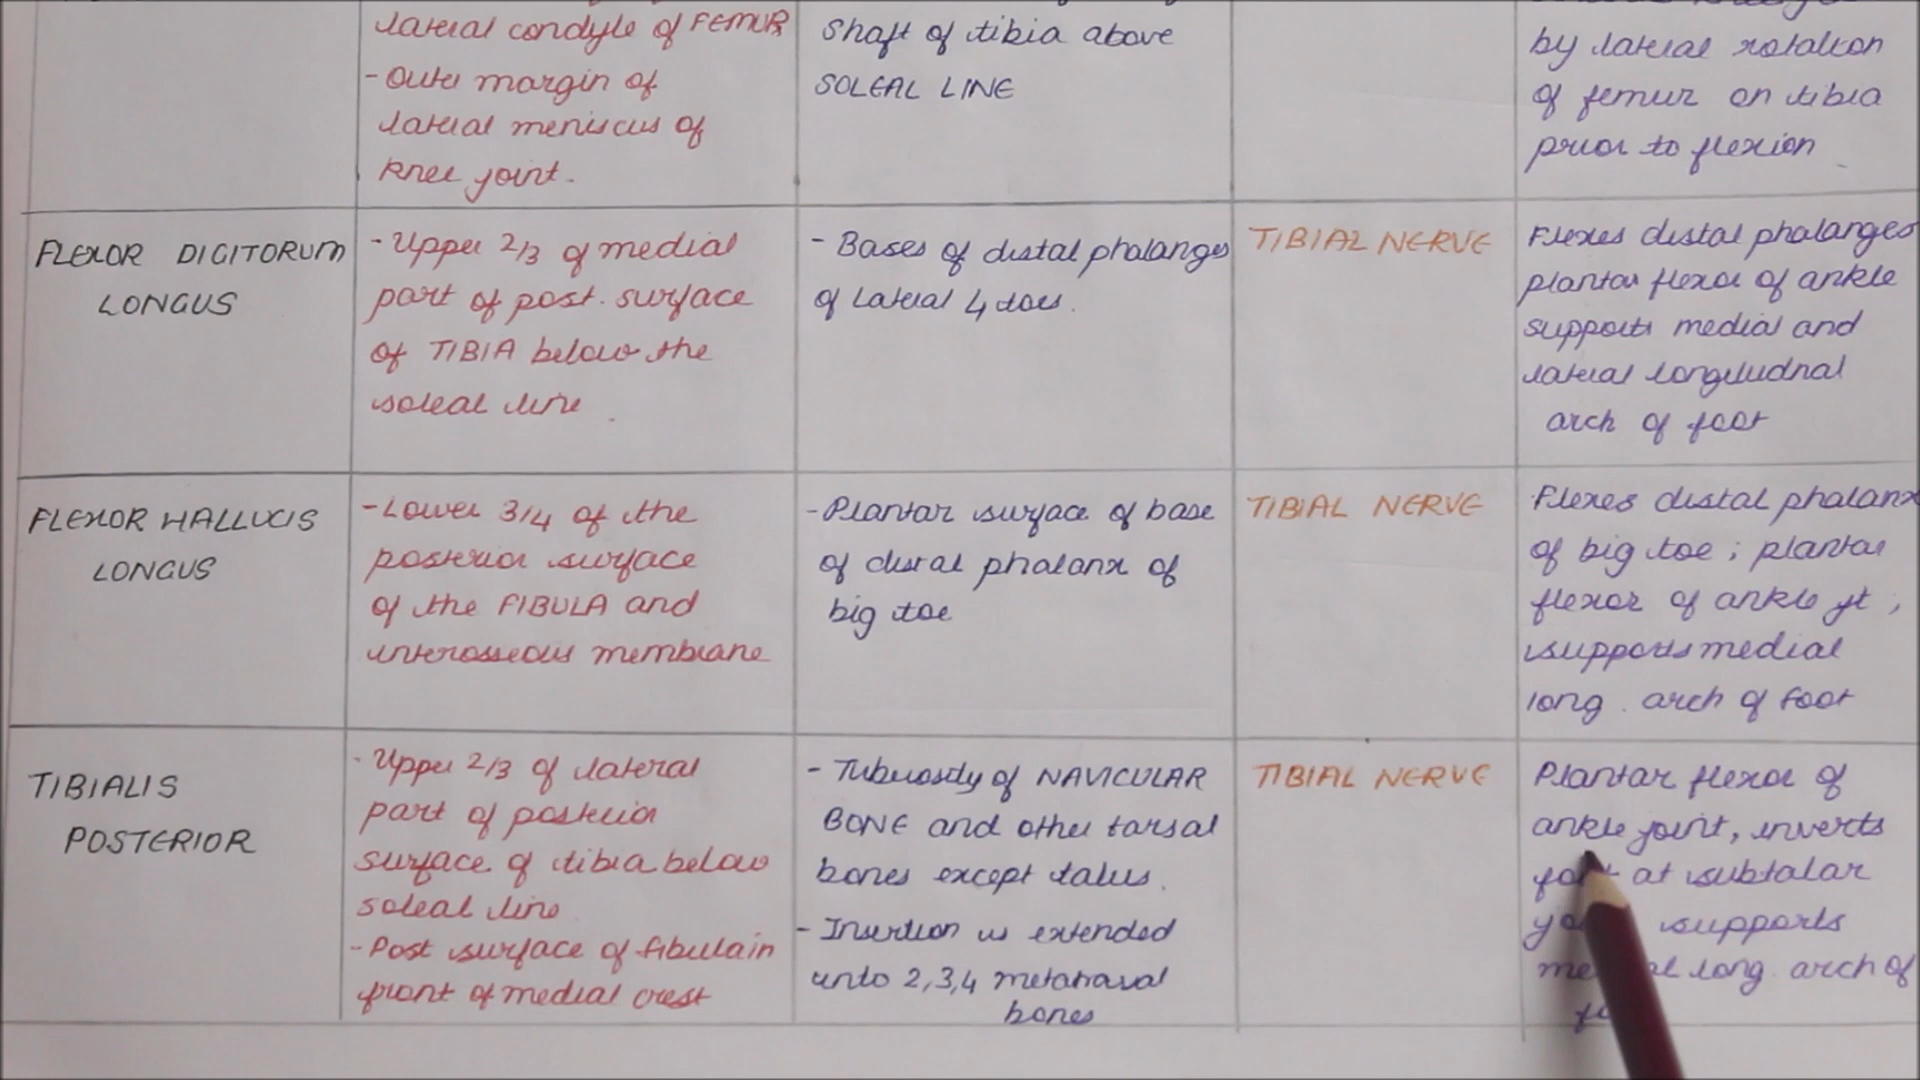 lateral condyle of FEMUR
- Outer margin of
lateral meniscus of
knee joint.
Shaft of tibia above
SOLEAL LINE
by lateral rotation
of femur on tibia
prior to flexion
FLEXOR DIGITORUM
LONGUS
- Upper 2/3 of medial
part of post. surface
of TIBIA below the
soleal line.
- Bases of distal phalanges
of lateral 4 toes.
TIBIAL NERVE
Flexes distal phalanges
plantar flexor of ankle
supports medial and
lateral longitudnal
arch of foot
FLEXOR HALLUCIS
LONGUS
- Lower 3/4 of the
posterior surface
of the FIBULA and
interosseous membrane
- Plantar surface of base
of distal phalanx of
big toe
TIBIAL NERVE
Flexes distal phalanx
of big toe ; plantar
flexor of ankle jt ,
supports medial
long. arch of foot
TIBIALIS
POSTERIOR
- Upper 2/3 of lateral
part of posterior
surface of tibia below
soleal line
- Post surface of fibula in
front of medial crest
- Tuberosity of NAVICULAR
BONE and other tarsal
bones except talus.
- Insertion is extended
unto 2,3,4 metatarsal
bones
TIBIAL NERVE
Plantar flexor of
ankle joint, inverts
at subtalar
supports
long. arch of